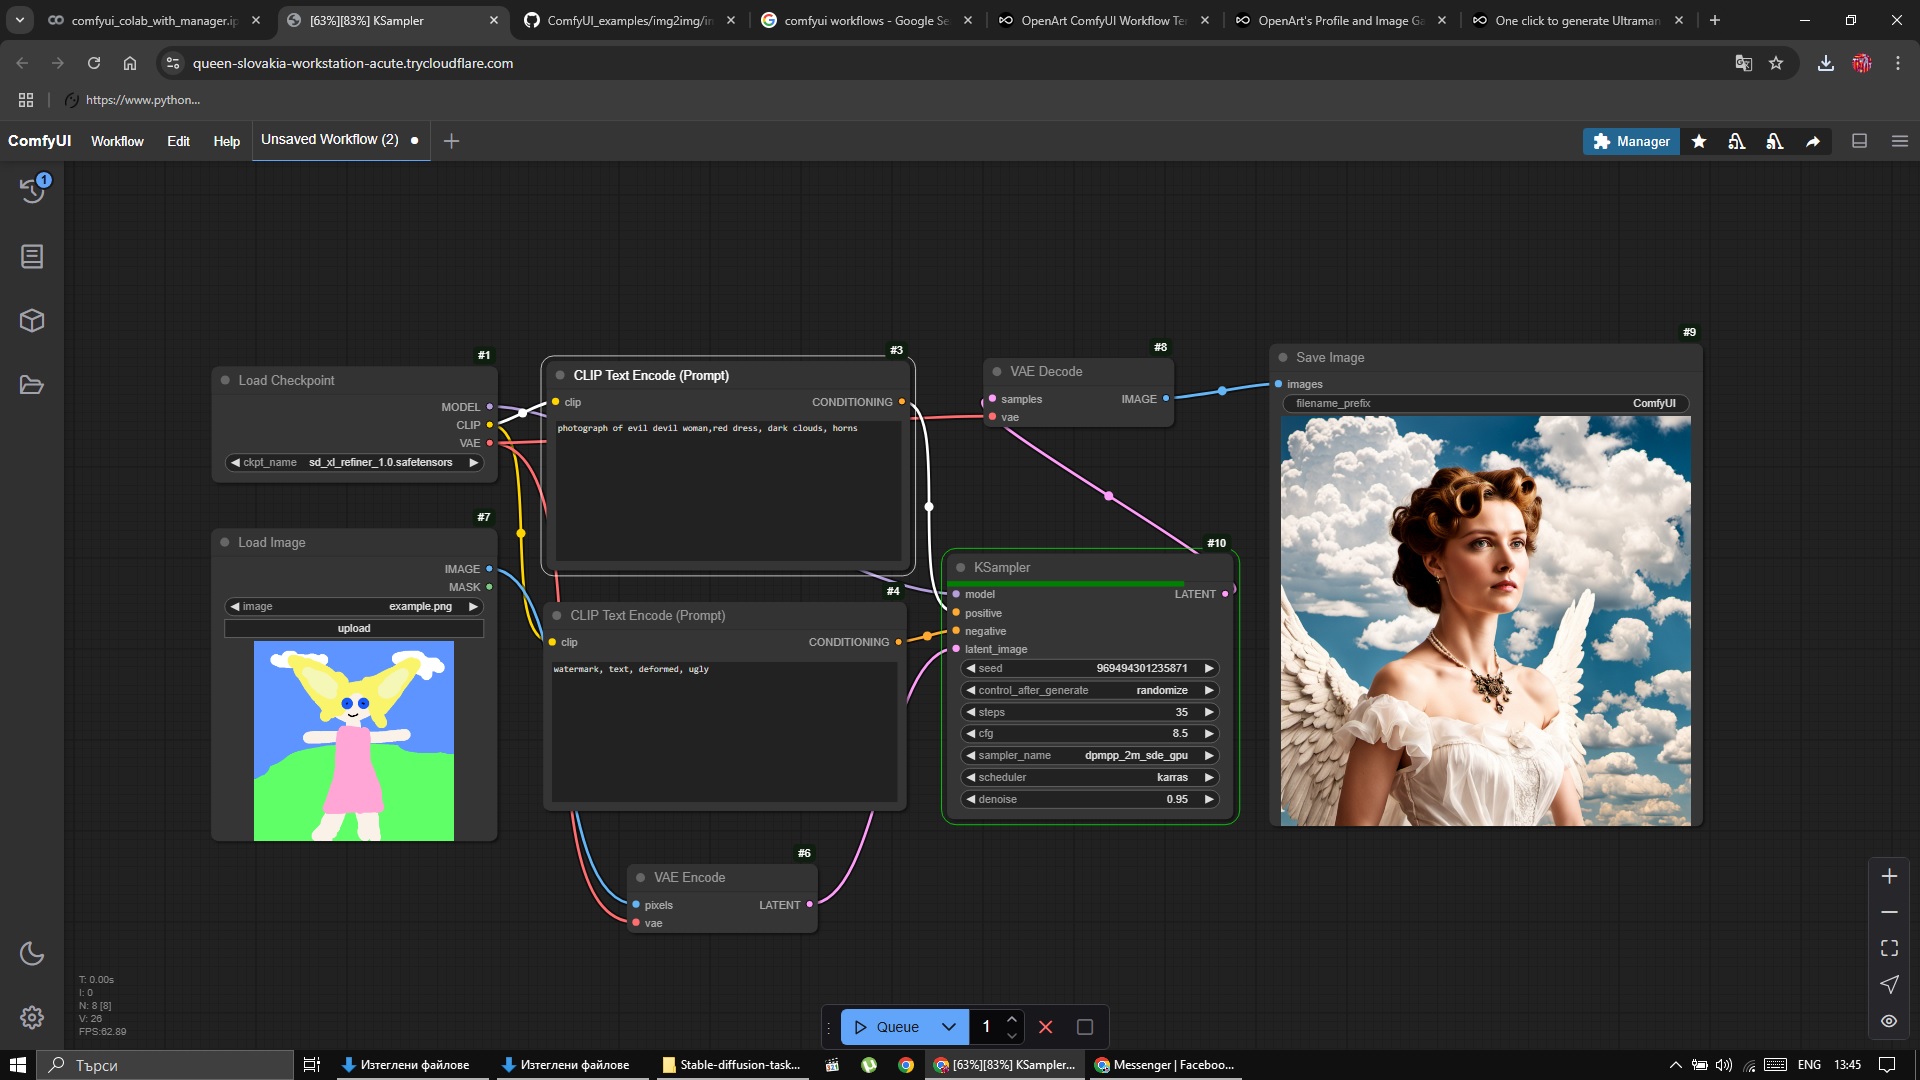 comfyui_colab_with_manager.ip
[63%][83%] KSampler
ComfyUI_examples/img2img/in
comfyui workflows - Google Se
OpenArt ComfyUI Workflow Te
OpenArt's Profile and Image Ga
One click to generate Ultraman
queen-slovakia-workstation-acute.trycloudflare.com
https://www.python...
ComfyUI
Workflow
Edit
Help
Unsaved Workflow (2)
Manager
1
#1
Load Checkpoint
MODEL
CLIP
VAE
ckpt_name sd_xl_refiner_1.0.safetensors
#7
Load Image
IMAGE
MASK
image example.png
upload
#3
CLIP Text Encode (Prompt)
clip CONDITIONING
photograph of evil devil woman,red dress, dark clouds, horns
#4
CLIP Text Encode (Prompt)
clip CONDITIONING
watermark, text, deformed, ugly
#6
VAE Encode
pixels LATENT
vae
#8
VAE Decode
samples IMAGE
vae
#10
KSampler
model LATENT
positive
negative
latent_image
seed 969494301235871
control_after_generate randomize
steps 35
cfg 8.5
sampler_name dpmpp_2m_sde_gpu
scheduler karras
denoise 0.95
#9
Save Image
images
filename_prefix ComfyUI
T: 0.00s
I: 0
N: 8 [8]
V: 26
FPS:62.89
Queue
1
Търси
Изтеглени файлове
Изтеглени файлове
Stable-diffusion-task...
[63%][83%] KSampler...
Messenger | Faceboo...
ENG
13:45